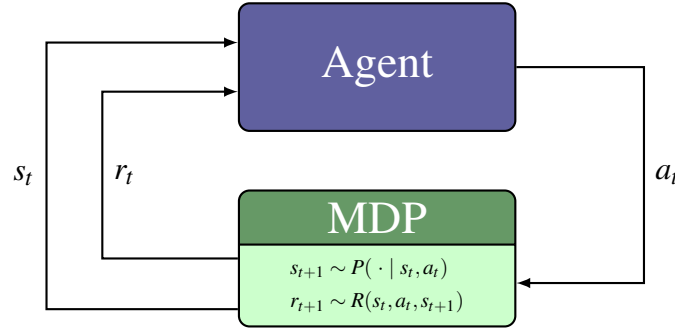 Agent
s_t
r_t
a_t
MDP
s_{t+1} ∼ P( · | s_t, a_t)
r_{t+1} ∼ R(s_t, a_t, s_{t+1})